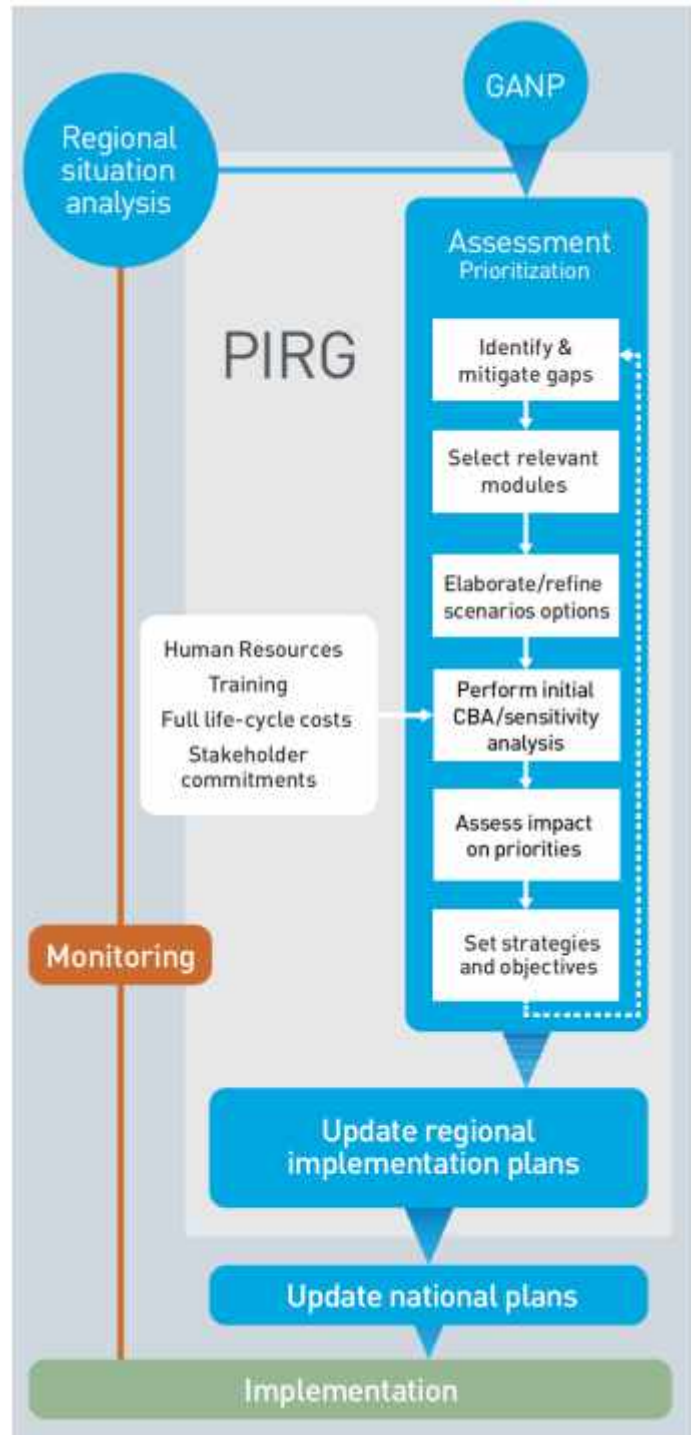 GANP
Regional
situation
analysis
Assessment
Prioritization
PIRG
Identify &
mitigate gaps
Select relevant
modules
Elaborate/refine
scenarios options
Human Resources
Training
Full life-cycle costs
Stakeholder
commitments
Perform initial
CBA/sensitivity
analysis
Assess impact
on priorities
Monitoring
Set strategies
and objectives
Update regional
implementation plans
Update national plans
Implementation